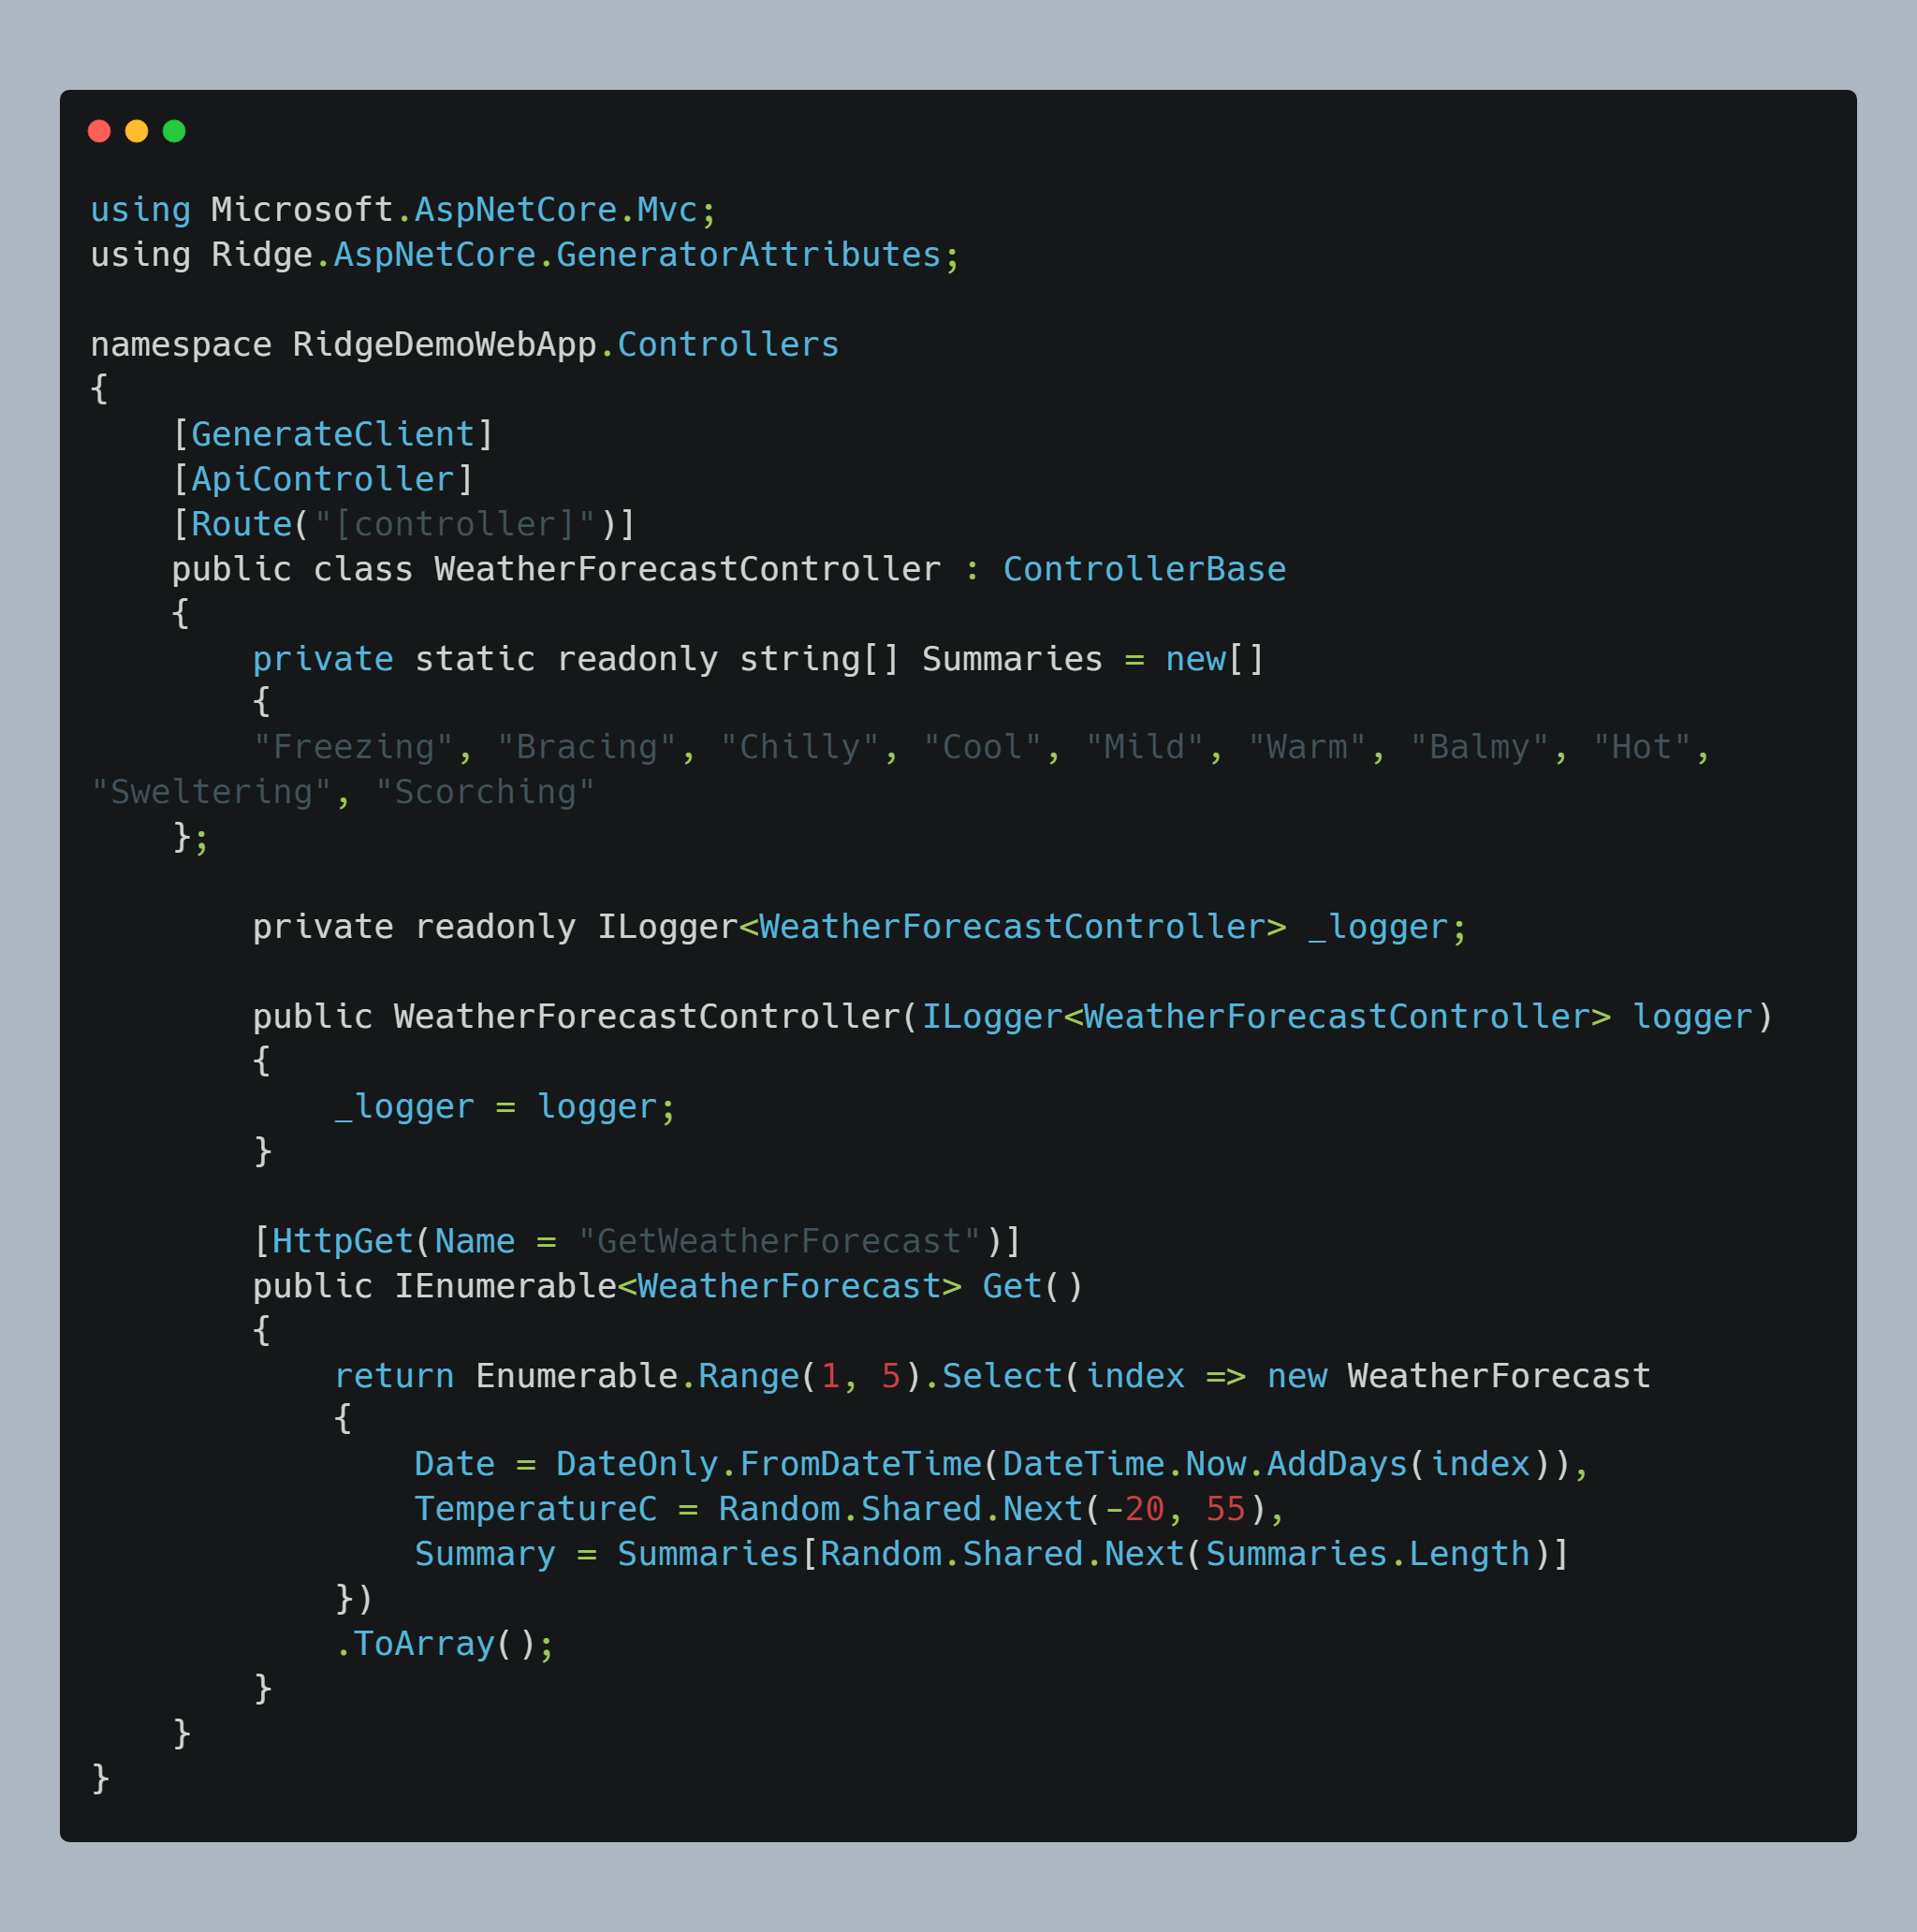 using Microsoft.AspNetCore.Mvc;
using Ridge.AspNetCore.GeneratorAttributes;

namespace RidgeDemoWebApp.Controllers
{
    [GenerateClient]
    [ApiController]
    [Route("[controller]")]
    public class WeatherForecastController : ControllerBase
    {
        private static readonly string[] Summaries = new[]
        {
        "Freezing", "Bracing", "Chilly", "Cool", "Mild", "Warm", "Balmy", "Hot",
"Sweltering", "Scorching"
    };

        private readonly ILogger<WeatherForecastController> _logger;

        public WeatherForecastController(ILogger<WeatherForecastController> logger)
        {
            _logger = logger;
        }

        [HttpGet(Name = "GetWeatherForecast")]
        public IEnumerable<WeatherForecast> Get()
        {
            return Enumerable.Range(1, 5).Select(index => new WeatherForecast
            {
                Date = DateOnly.FromDateTime(DateTime.Now.AddDays(index)),
                TemperatureC = Random.Shared.Next(-20, 55),
                Summary = Summaries[Random.Shared.Next(Summaries.Length)]
            })
            .ToArray();
        }
    }
}